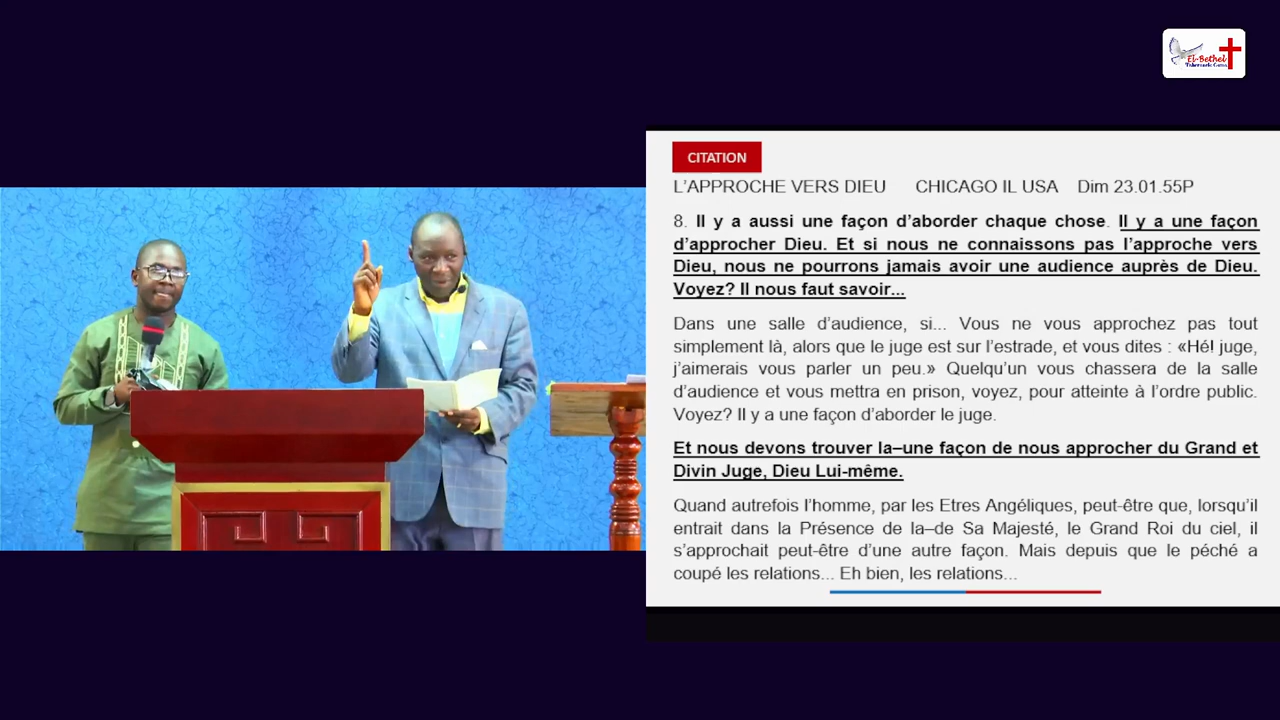 El-Bethel
Tabernacle Goma
CITATION
L’APPROCHE VERS DIEU CHICAGO IL USA Dim 23.01.55P
8. Il y a aussi une façon d’aborder chaque chose. Il y a une façon
d’approcher Dieu. Et si nous ne connaissons pas l’approche vers
Dieu, nous ne pourrons jamais avoir une audience auprès de Dieu.
Voyez? Il nous faut savoir...
Dans une salle d’audience, si... Vous ne vous approchez pas tout
simplement là, alors que le juge est sur l’estrade, et vous dites : «Hé! juge,
j’aimerais vous parler un peu.» Quelqu’un vous chassera de la salle
d’audience et vous mettra en prison, voyez, pour atteinte à l’ordre public.
Voyez? Il y a une façon d’aborder le juge.
Et nous devons trouver la–une façon de nous approcher du Grand et
Divin Juge, Dieu Lui-même.
Quand autrefois l’homme, par les Etres Angéliques, peut-être que, lorsqu’il
entrait dans la Présence de la–de Sa Majesté, le Grand Roi du ciel, il
s’approchait peut-être d’une autre façon. Mais depuis que le péché a
coupé les relations... Eh bien, les relations...